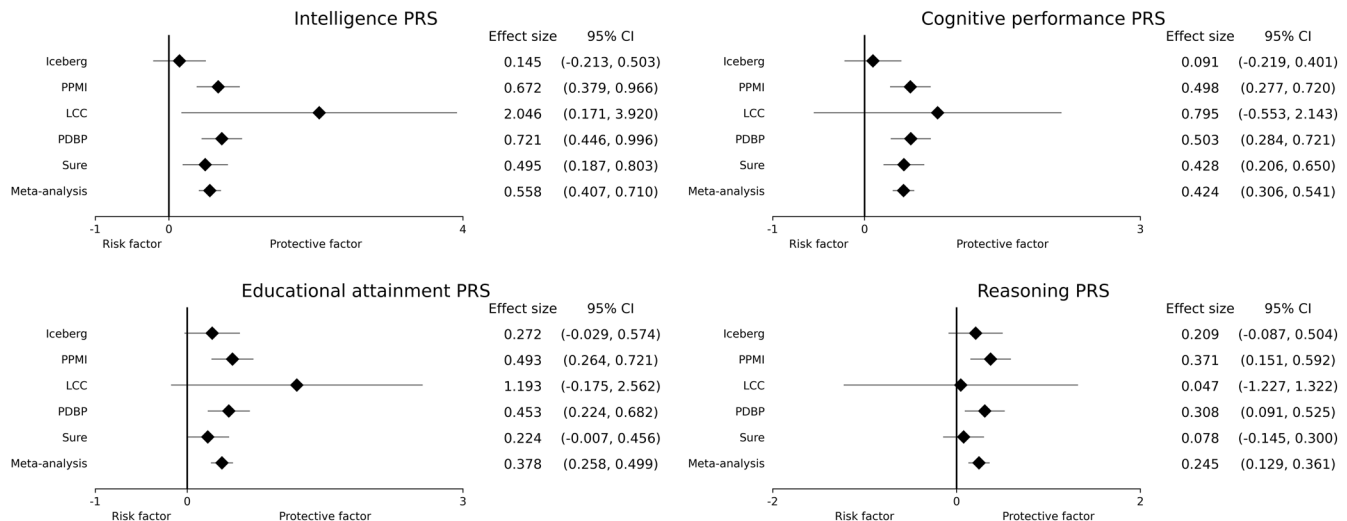 Intelligence PRS
Effect size 95% CI
Iceberg 0.145 (-0.213, 0.503)
PPMI 0.672 (0.379, 0.966)
LCC 2.046 (0.171, 3.920)
PDBP 0.721 (0.446, 0.996)
Sure 0.495 (0.187, 0.803)
Meta-analysis 0.558 (0.407, 0.710)
-1 0 4
Risk factor Protective factor
Cognitive performance PRS
Effect size 95% CI
Iceberg 0.091 (-0.219, 0.401)
PPMI 0.498 (0.277, 0.720)
LCC 0.795 (-0.553, 2.143)
PDBP 0.503 (0.284, 0.721)
Sure 0.428 (0.206, 0.650)
Meta-analysis 0.424 (0.306, 0.541)
-1 0 3
Risk factor Protective factor
Educational attainment PRS
Effect size 95% CI
Iceberg 0.272 (-0.029, 0.574)
PPMI 0.493 (0.264, 0.721)
LCC 1.193 (-0.175, 2.562)
PDBP 0.453 (0.224, 0.682)
Sure 0.224 (-0.007, 0.456)
Meta-analysis 0.378 (0.258, 0.499)
-1 0 3
Risk factor Protective factor
Reasoning PRS
Effect size 95% CI
Iceberg 0.209 (-0.087, 0.504)
PPMI 0.371 (0.151, 0.592)
LCC 0.047 (-1.227, 1.322)
PDBP 0.308 (0.091, 0.525)
Sure 0.078 (-0.145, 0.300)
Meta-analysis 0.245 (0.129, 0.361)
-2 0 2
Risk factor Protective factor